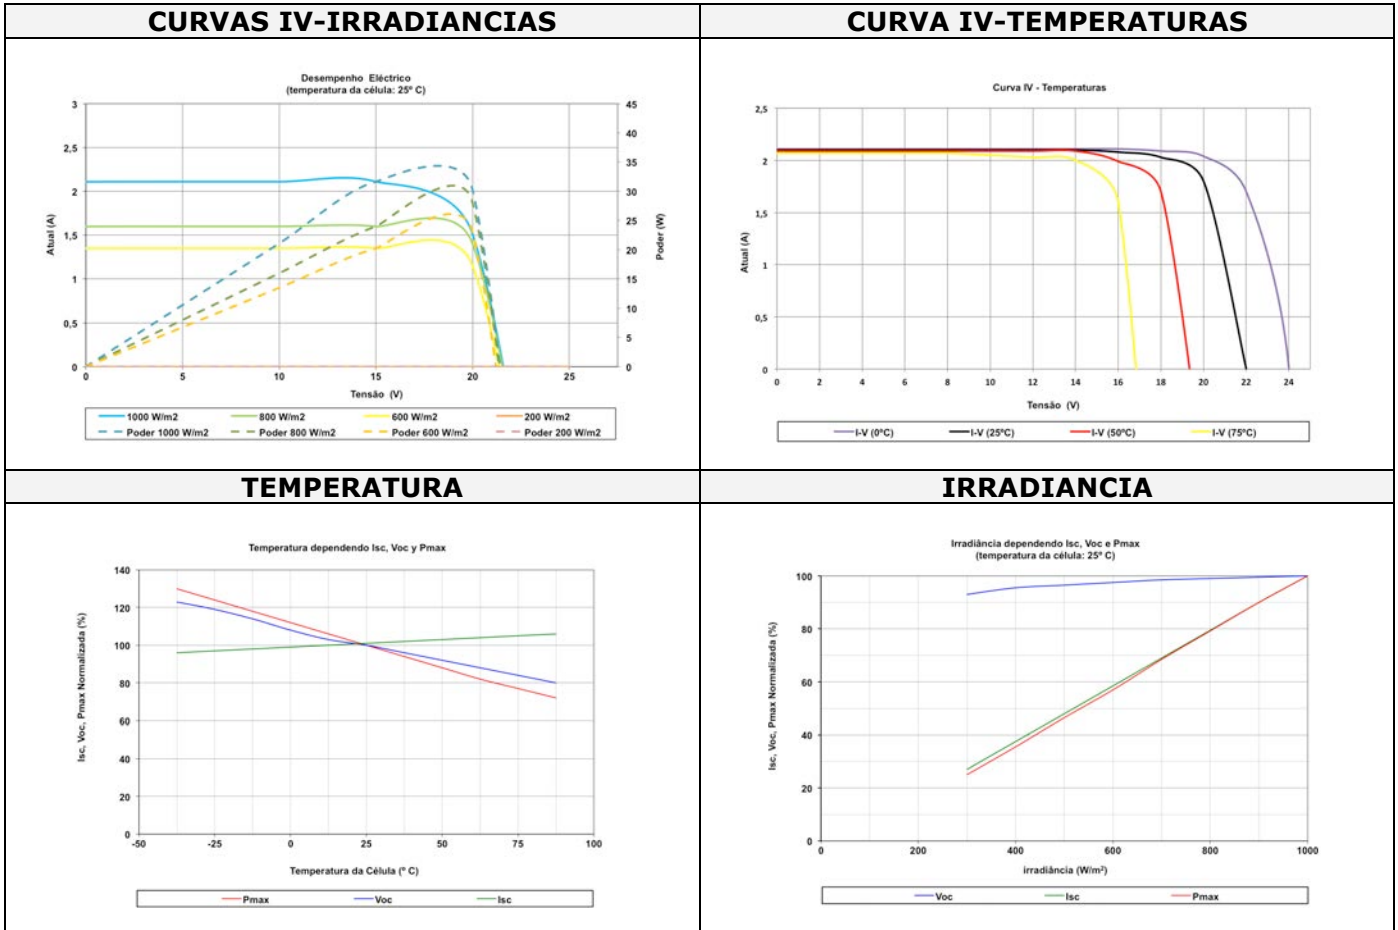 CURVAS IV-IRRADIANCIAS
CURVA IV-TEMPERATURAS
Desempenho Eléctrico
(temperatura da célula: 25º C)
3
2,5
2
1,5
1
0,5
0
Atual (A)
45
40
35
30
25
20
15
10
5
0
Poder (W)
0 5 10 15 20 25
Tensão (V)
1000 W/m2 800 W/m2 600 W/m2 200 W/m2
Poder 1000 W/m2 Poder 800 W/m2 Poder 600 W/m2 Poder 200 W/m2
Curva IV - Temperaturas
2,5
2
1,5
1
0,5
0
Atual (A)
0 2 4 6 8 10 12 14 16 18 20 22 24
Tensão (V)
I-V (0ºC) I-V (25ºC) I-V (50ºC) I-V (75ºC)
TEMPERATURA
IRRADIANCIA
Temperatura dependendo Isc, Voc y Pmax
140
120
100
80
60
40
20
0
Isc, Voc, Pmax Normalizada (%)
-50 -25 0 25 50 75 100
Temperatura da Célula (º C)
Pmax Voc Isc
Irradiância dependendo Isc, Voc e Pmax
(temperatura da célula: 25º C)
100
80
60
40
20
0
Isc, Voc, Pmax Normalizada (%)
0 200 400 600 800 1000
irradiância (W/m²)
Voc Isc Pmax